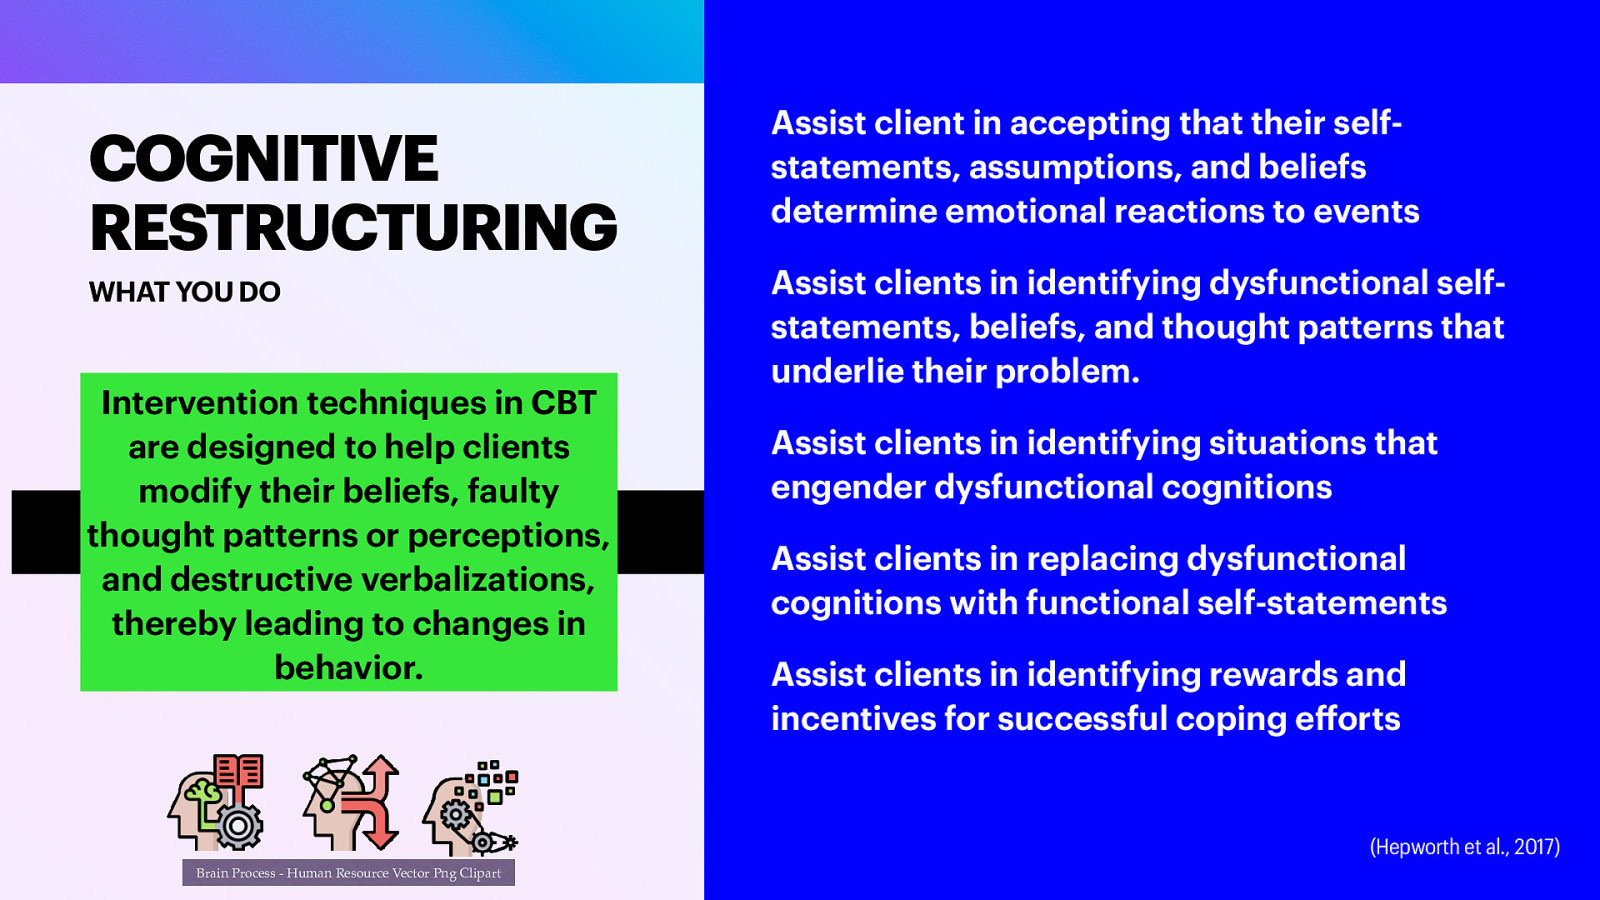 COGNITIVE
RESTRUCTURING
WHAT YOU DO
Intervention techniques in CBT
are designed to help clients
modify their beliefs, faulty
thought patterns or perceptions,
and destructive verbalizations,
thereby leading to changes in
behavior.
Brain Process - Human Resource Vector Png Clipart
Assist client in accepting that their self-
statements, assumptions, and beliefs
determine emotional reactions to events
Assist clients in identifying dysfunctional self-
statements, beliefs, and thought patterns that
underlie their problem.
Assist clients in identifying situations that
engender dysfunctional cognitions
Assist clients in replacing dysfunctional
cognitions with functional self-statements
Assist clients in identifying rewards and
incentives for successful coping efforts
(Hepworth et al., 2017)